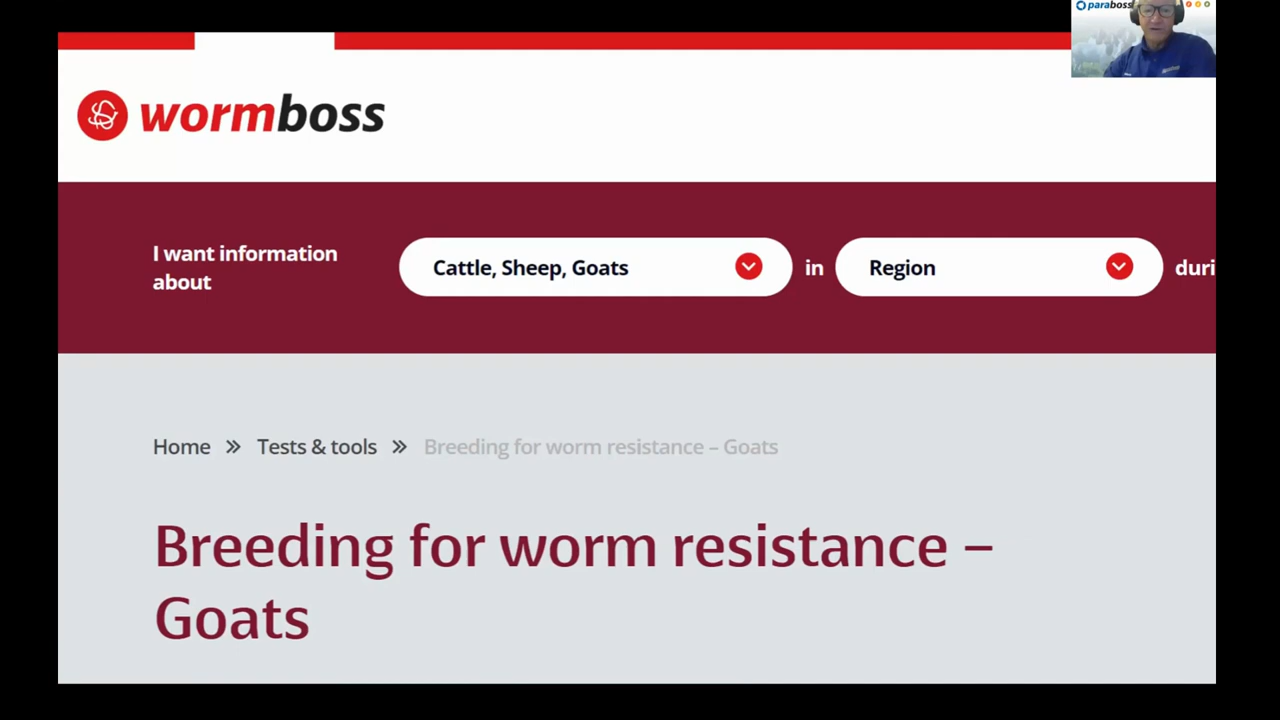 paraboss
wormboss
I want information
about
Cattle, Sheep, Goats
in
Region
duri
Home » Tests & tools » Breeding for worm resistance – Goats
Breeding for worm resistance –
Goats